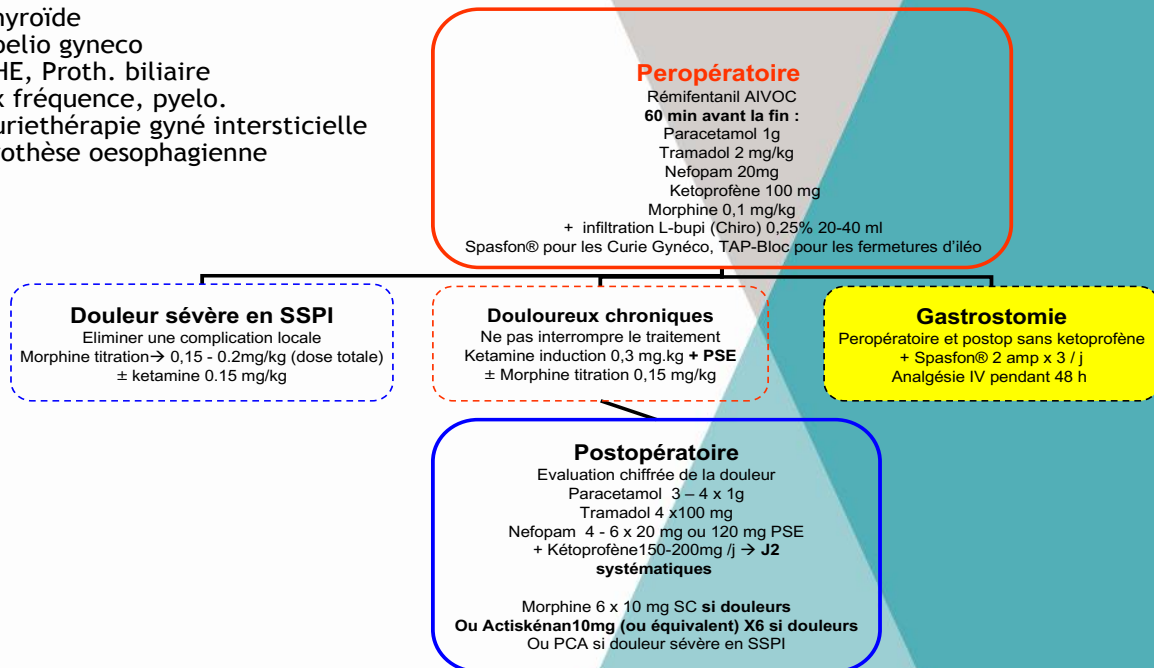 hyroïde
pelio gyneco
HE, Proth. biliaire
x fréquence, pyelo.
uriethérapie gyné intersticielle
rothèse oesophagienne
Peropératoire
Rémifentanil AIVOC
60 min avant la fin :
Paracetamol 1g
Tramadol 2 mg/kg
Nefopam 20mg
Ketoprofène 100 mg
Morphine 0,1 mg/kg
+ infiltration L-bupi (Chiro) 0,25% 20-40 ml
Spasfon® pour les Curie Gynéco, TAP-Bloc pour les fermetures d'iléo
Douleur sévère en SSPI
Eliminer une complication locale
Morphine titration→ 0,15 - 0.2mg/kg (dose totale)
± ketamine 0.15 mg/kg
Douloureux chroniques
Ne pas interrompre le traitement
Ketamine induction 0,3 mg.kg + PSE
± Morphine titration 0,15 mg/kg
Gastrostomie
Peropératoire et postop sans ketoprofène
+ Spasfon® 2 amp x 3 / j
Analgésie IV pendant 48 h
Postopératoire
Evaluation chiffrée de la douleur
Paracetamol 3 – 4 x 1g
Tramadol 4 x100 mg
Nefopam 4 - 6 x 20 mg ou 120 mg PSE
+ Kétoprofène150-200mg /j → J2
systématiques
Morphine 6 x 10 mg SC si douleurs
Ou Actiskénan10mg (ou équivalent) X6 si douleurs
Ou PCA si douleur sévère en SSPI